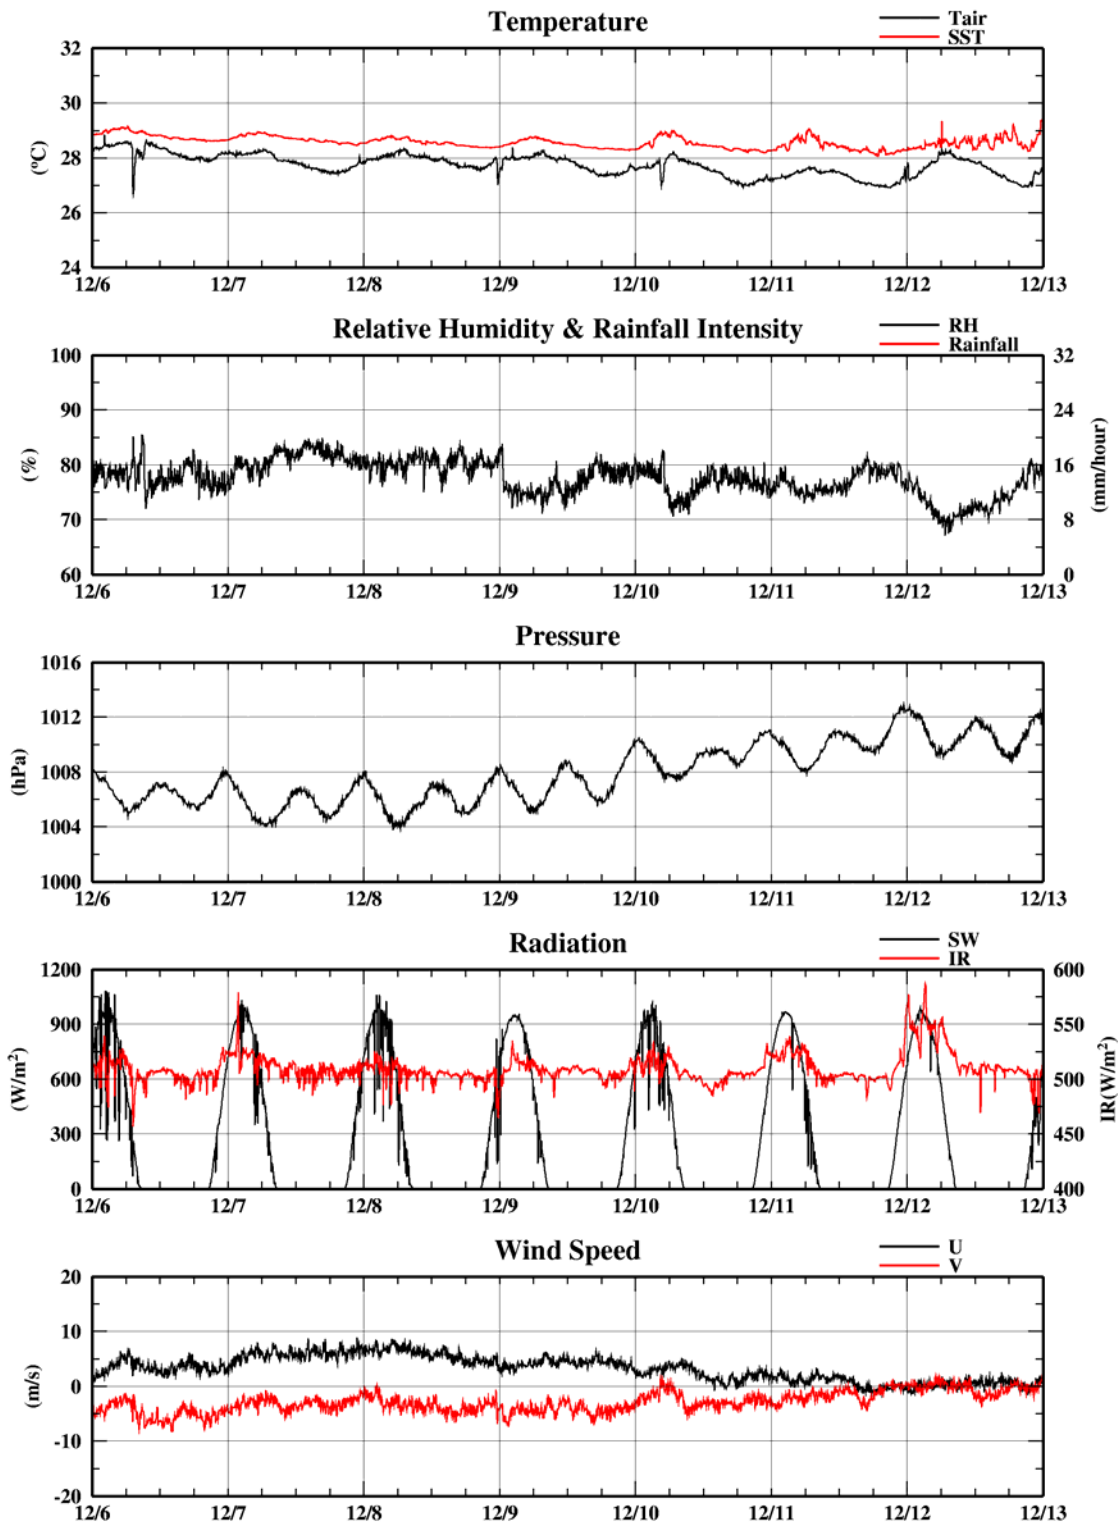 Temperature
Tair
SST
32
30
28
26
24
(°C)
12/6 12/7 12/8 12/9 12/10 12/11 12/12 12/13
Relative Humidity & Rainfall Intensity
RH
Rainfall
100
90
80
70
60
(%)
32
24
16
8
0
(mm/hour)
12/6 12/7 12/8 12/9 12/10 12/11 12/12 12/13
Pressure
1016
1012
1008
1004
1000
(hPa)
12/6 12/7 12/8 12/9 12/10 12/11 12/12 12/13
Radiation
SW
IR
1200
900
600
300
0
(W/m²)
600
550
500
450
400
IR(W/m²)
12/6 12/7 12/8 12/9 12/10 12/11 12/12 12/13
Wind Speed
U
V
20
10
0
-10
-20
(m/s)
12/6 12/7 12/8 12/9 12/10 12/11 12/12 12/13